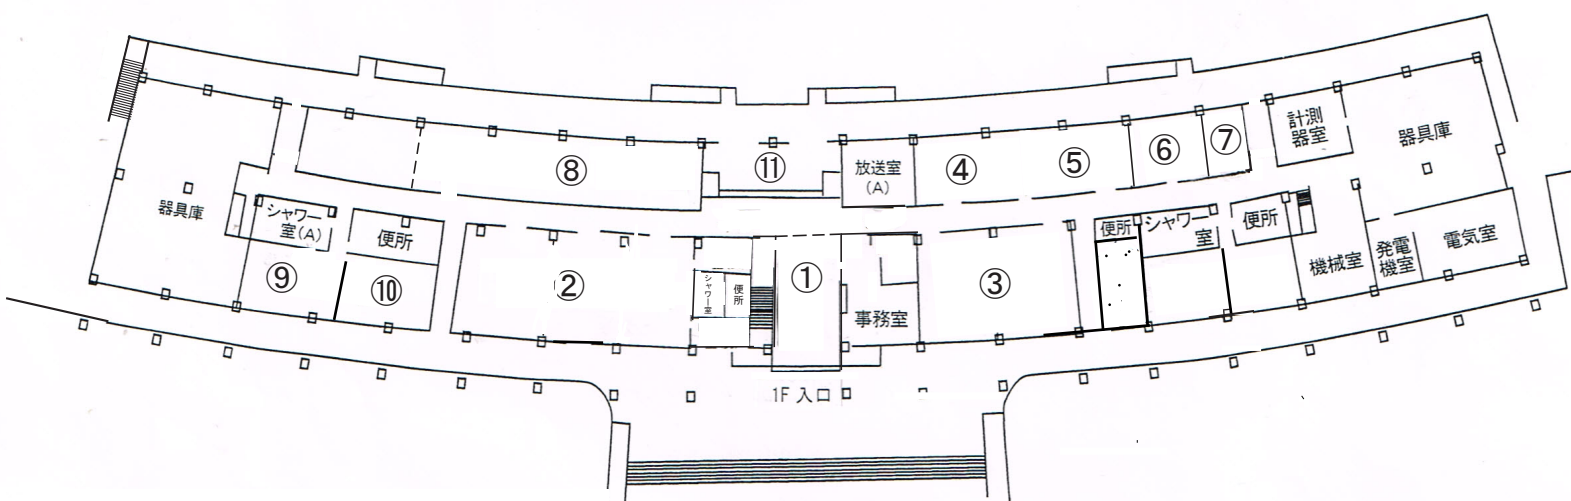 計測
器室
器具庫
⑦
⑥
⑤
④
放送室
(A)
⑪
⑧
器具庫
シャワー
室(A)
便所
⑨
⑩
②
シャワー室
便所
①
事務室
③
便所
シャワー
室
便所
機械室
発電
機室
電気室
1F 入口